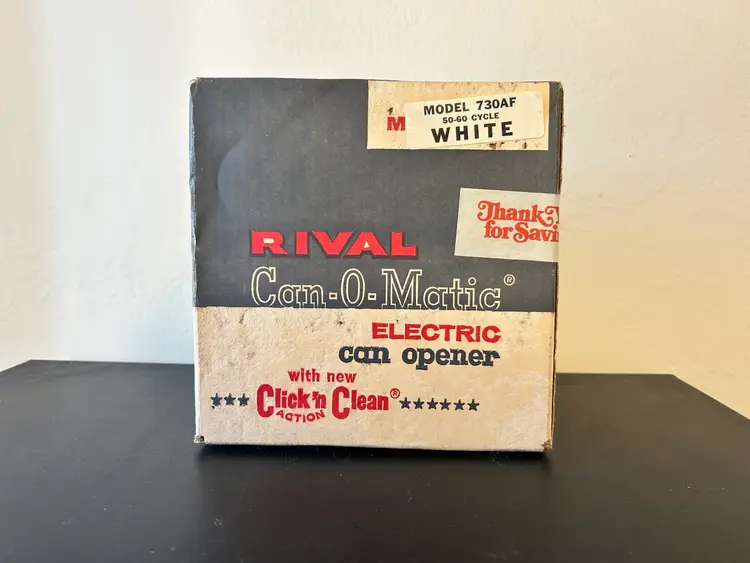 M
MODEL 730AF
50-60 CYCLE
WHITE
Thank
for Savi
RIVAL
Can-O-Matic®
ELECTRIC
can opener
with new
*** Click 'n Clean® ******
ACTION